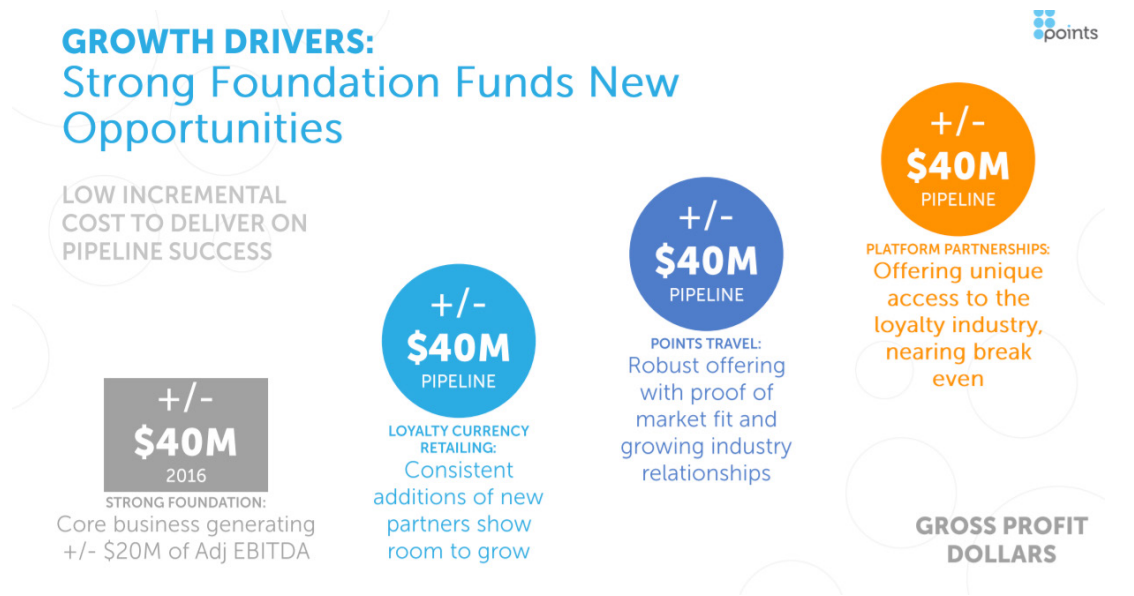 GROWTH DRIVERS:
Strong Foundation Funds New
Opportunities
points
LOW INCREMENTAL
COST TO DELIVER ON
PIPELINE SUCCESS
+/-
$40M
2016
STRONG FOUNDATION:
Core business generating
+/- $20M of Adj EBITDA
+/-
$40M
PIPELINE
LOYALTY CURRENCY
RETAILING:
Consistent
additions of new
partners show
room to grow
+/-
$40M
PIPELINE
POINTS TRAVEL:
Robust offering
with proof of
market fit and
growing industry
relationships
+/-
$40M
PIPELINE
PLATFORM PARTNERSHIPS:
Offering unique
access to the
loyalty industry,
nearing break
even
GROSS PROFIT
DOLLARS